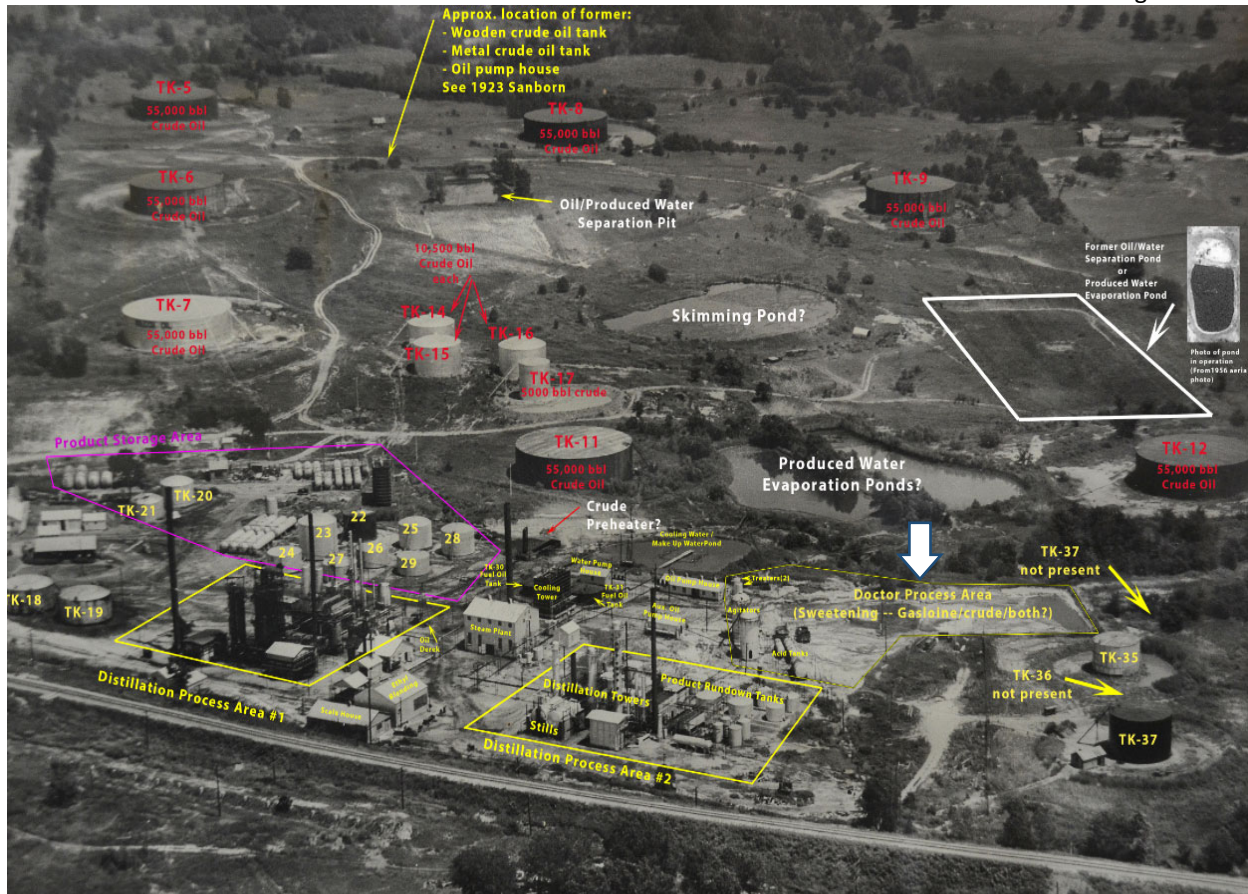 Approx. location of former:
- Wooden crude oil tank
- Metal crude oil tank
- Oil pump house
See 1923 Sanborn
TK-5
55,000 bbl
Crude Oil
TK-8
55,000 bbl
Crude Oil
TK-6
55,000 bbl
Crude Oil
TK-9
55,000 bbl
Crude Oil
Oil/Produced Water
Separation Pit
Former Oil/Water
Separation Pond
or
Produced Water
Evaporation Pond
Photo of pond
in operation
(from1956 aerial
photo)
10,500 bbl
Crude Oil
each
TK-7
55,000 bbl
Crude Oil
TK-14
TK-15
TK-16
TK-17
5000 bbl crude
Skimming Pond?
Product Storage Area
TK-11
55,000 bbl
Crude Oil
Produced Water
Evaporation Ponds?
TK-12
55,000 bbl
Crude Oil
TK-20
TK-21
22
23
24
25
26
27
28
29
Crude
Preheater?
Cooling Water /
Make Up WaterPond
TK-30
Fuel Oil
Tank
Cooling
Tower
Water Pump
House
TK-31
Fuel Oil
Tank
Oil Pump House
Treaters(2)
Agitators
Aux. Oil
Pump House
Acid Tanks
Doctor Process Area
(Sweetening -- Gasloine/crude/both?)
TK-37
not present
TK-35
TK-36
not present
TK-37
TK-18
TK-19
Steam Plant
Oil
Derek
Ethyl
Blending
Scale House
Distillation Process Area #1
Distillation Towers
Product Rundown Tanks
Stills
Distillation Process Area #2